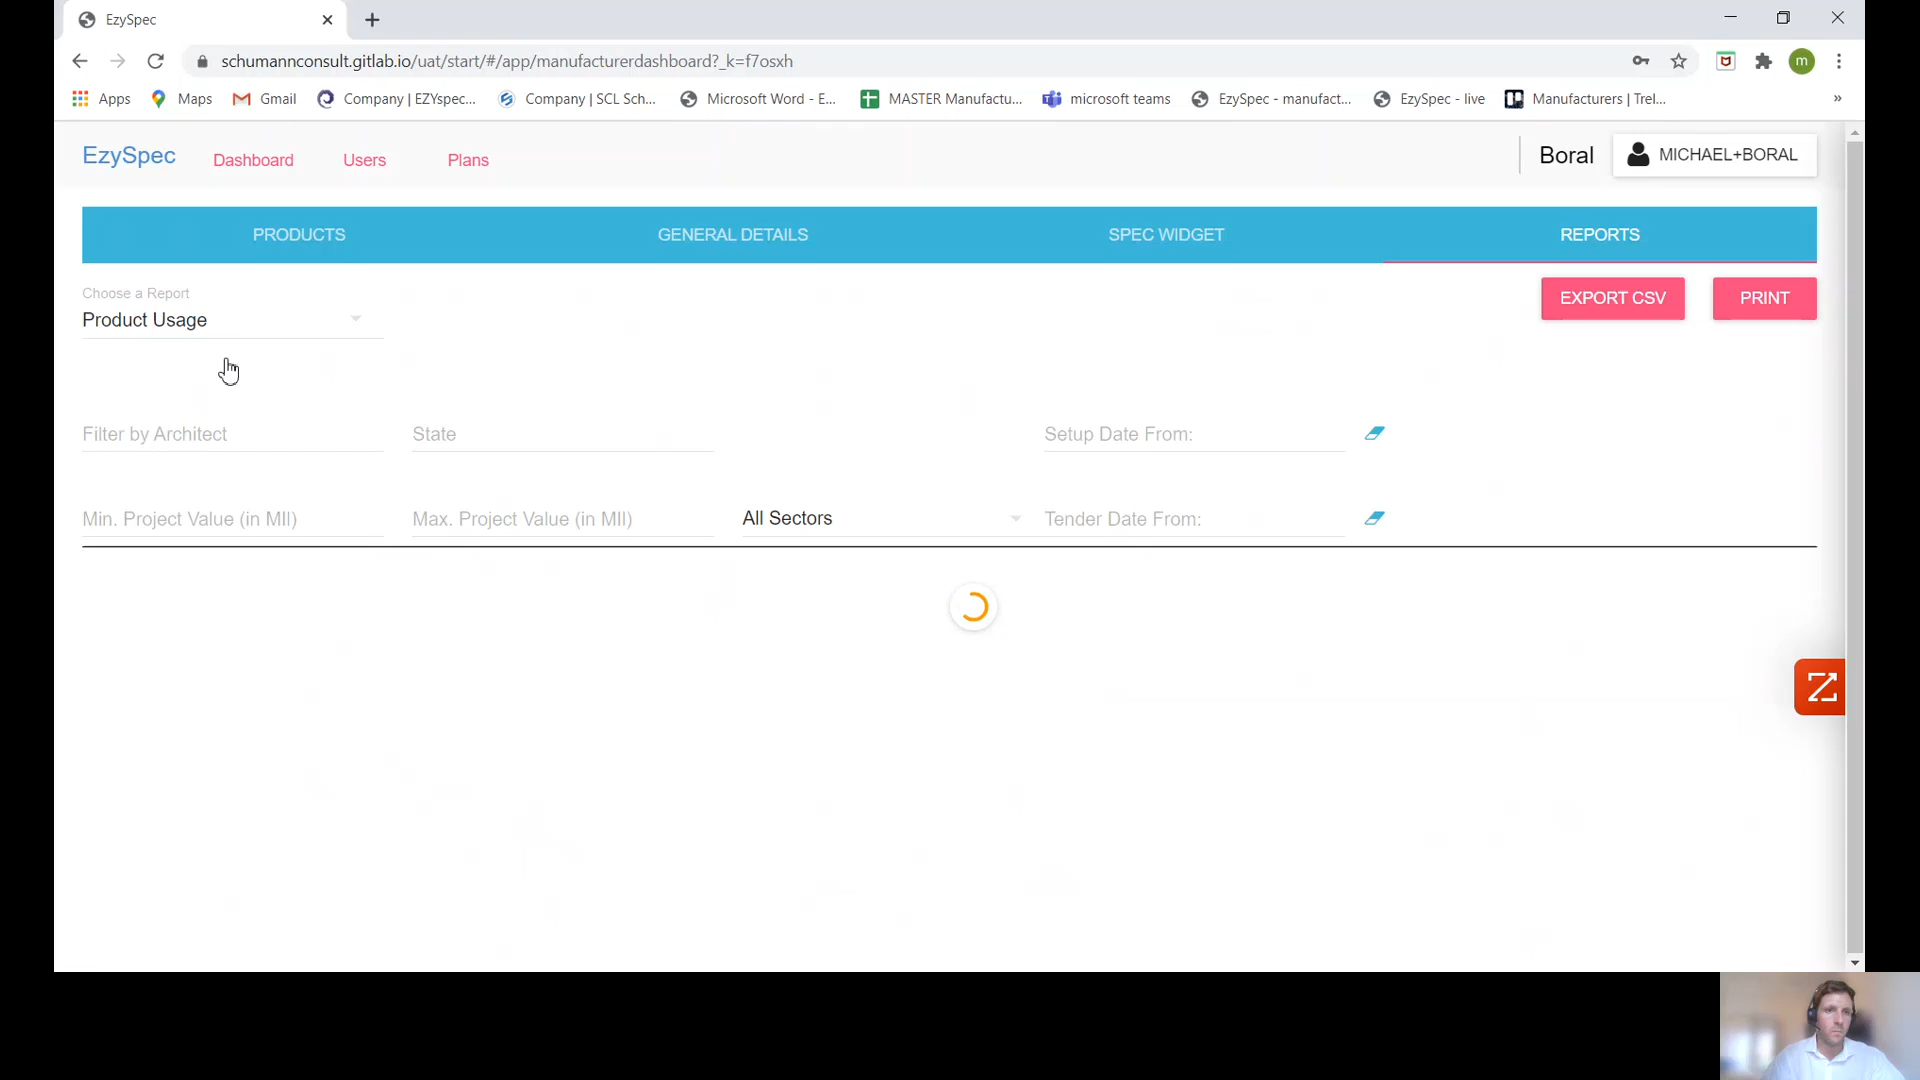 EzySpec
schumannconsult.gitlab.io/uat/start/#/app/manufacturerdashboard?_k=f7osxh
m
Apps Maps Gmail Company | EZYspec... Company | SCL Sch... Microsoft Word - E... MASTER Manufactu... microsoft teams EzySpec - manufact... EzySpec - live Manufacturers | Trel... »
EzySpec Dashboard Users Plans Boral MICHAEL+BORAL
PRODUCTS GENERAL DETAILS SPEC WIDGET REPORTS
Choose a Report
Product Usage
EXPORT CSV PRINT
Filter by Architect State Setup Date From:
Min. Project Value (in MIl) Max. Project Value (in MIl) All Sectors Tender Date From: